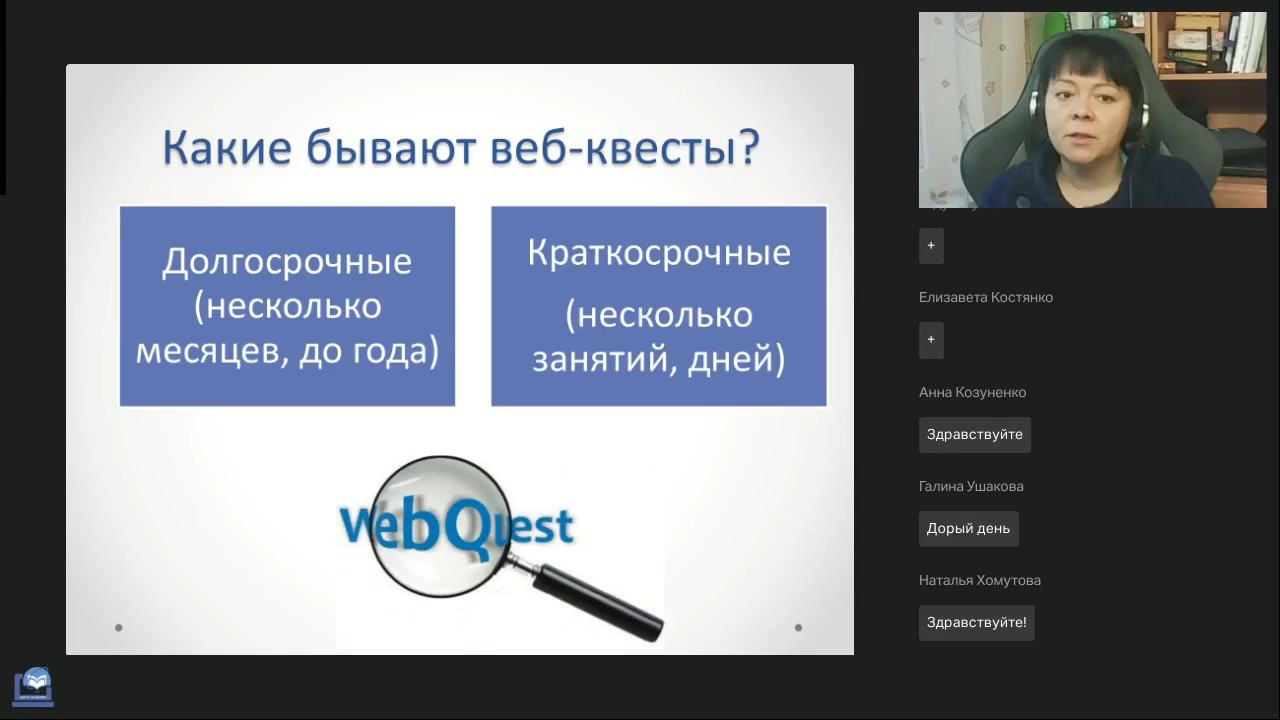 Какие бывают веб-квесты?
Долгосрочные
(несколько
месяцев, до года)
Краткосрочные
(несколько
занятий, дней)
WebQuest
+
Елизавета Костянко
+
Анна Козуненко
Здравствуйте
Галина Ушакова
Дорый день
Наталья Хомутова
Здравствуйте!